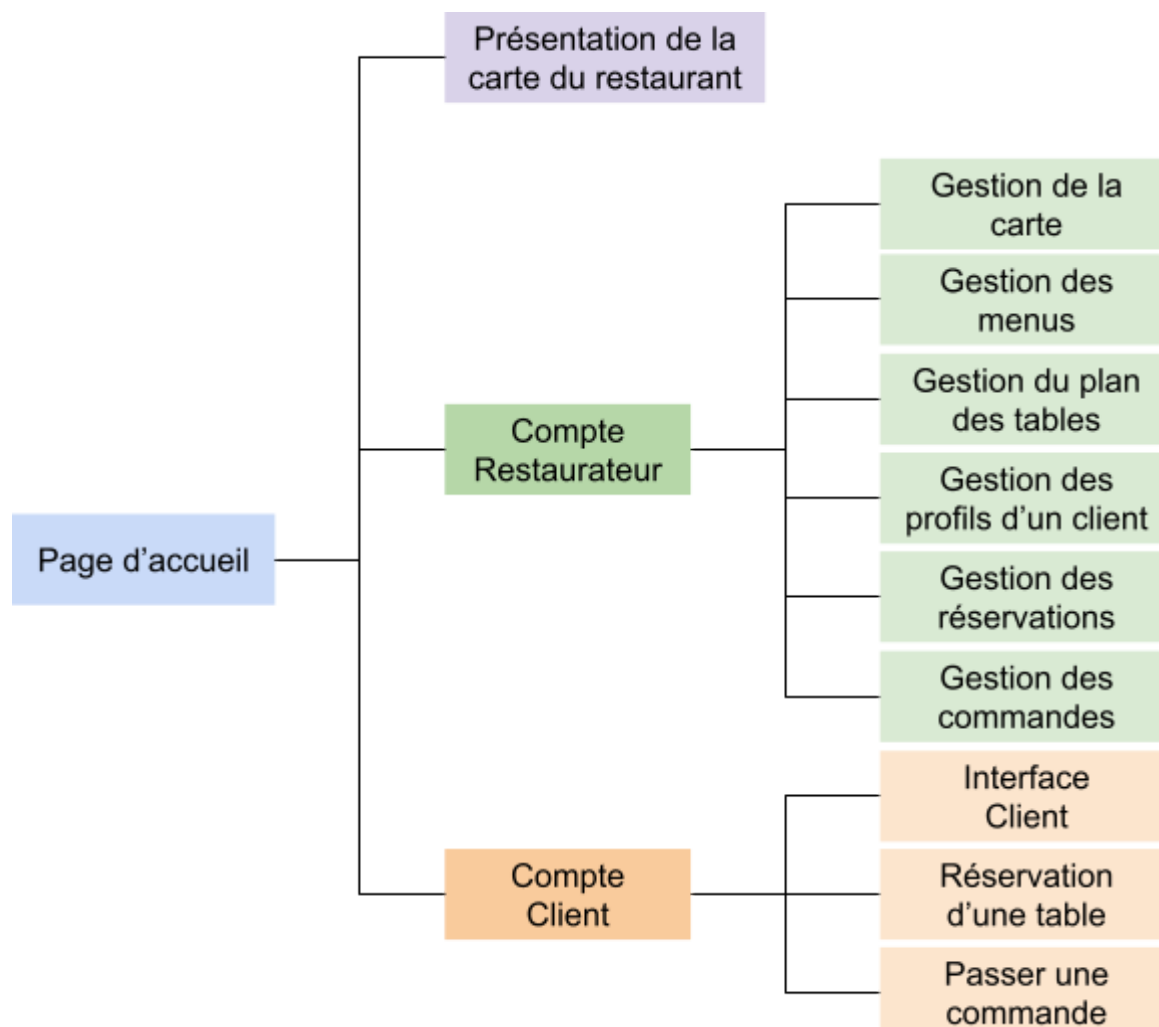 Présentation de la
carte du restaurant
Gestion de la
carte
Gestion des
menus
Gestion du plan
des tables
Compte
Restaurateur
Gestion des
profils d'un client
Page d'accueil
Gestion des
réservations
Gestion des
commandes
Interface
Client
Compte
Client
Réservation
d'une table
Passer une
commande